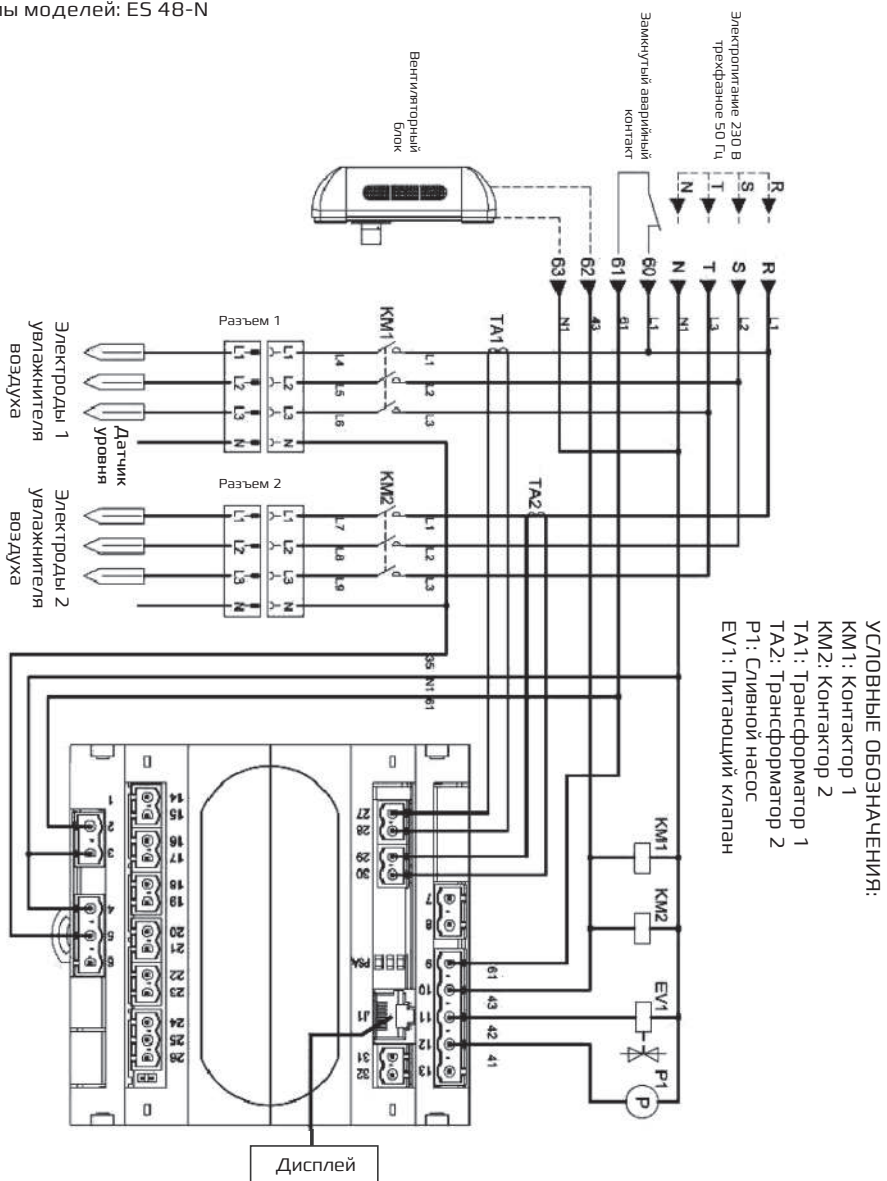 ы моделей: ES 48-N
Электропитание 230 В
трехфазное 50 Гц
Замкнутый аварийный
контакт
Вентиляторный
блок
R
S
T
N
R
S
T
N
60
61
62
63
L1
L2
L3
N1
L1
61
43
N1
TA1
TA2
KM1
L1
L2
L3
L4
L5
L6
Разъем 1
L1
L2
L3
N
L1
L2
L3
N
Электроды 1
увлажнителя
воздуха
Датчик
уровня
KM2
L1
L2
L3
L7
L8
L9
Разъем 2
L1
L2
L3
N
L1
L2
L3
N
Электроды 2
увлажнителя
воздуха
35
N1
61
УСЛОВНЫЕ ОБОЗНАЧЕНИЯ:
KM1: Контактор 1
KM2: Контактор 2
TA1: Трансформатор 1
TA2: Трансформатор 2
P1: Сливной насос
EV1: Питающий клапан
KM1
KM2
EV1
P1
P
61
43
42
41
7
8
9
10
11
12
13
27
28
29
30
J1
31
32
14
15
16
17
18
19
20
21
22
23
24
25
26
1
2
3
4
5
6
Дисплей